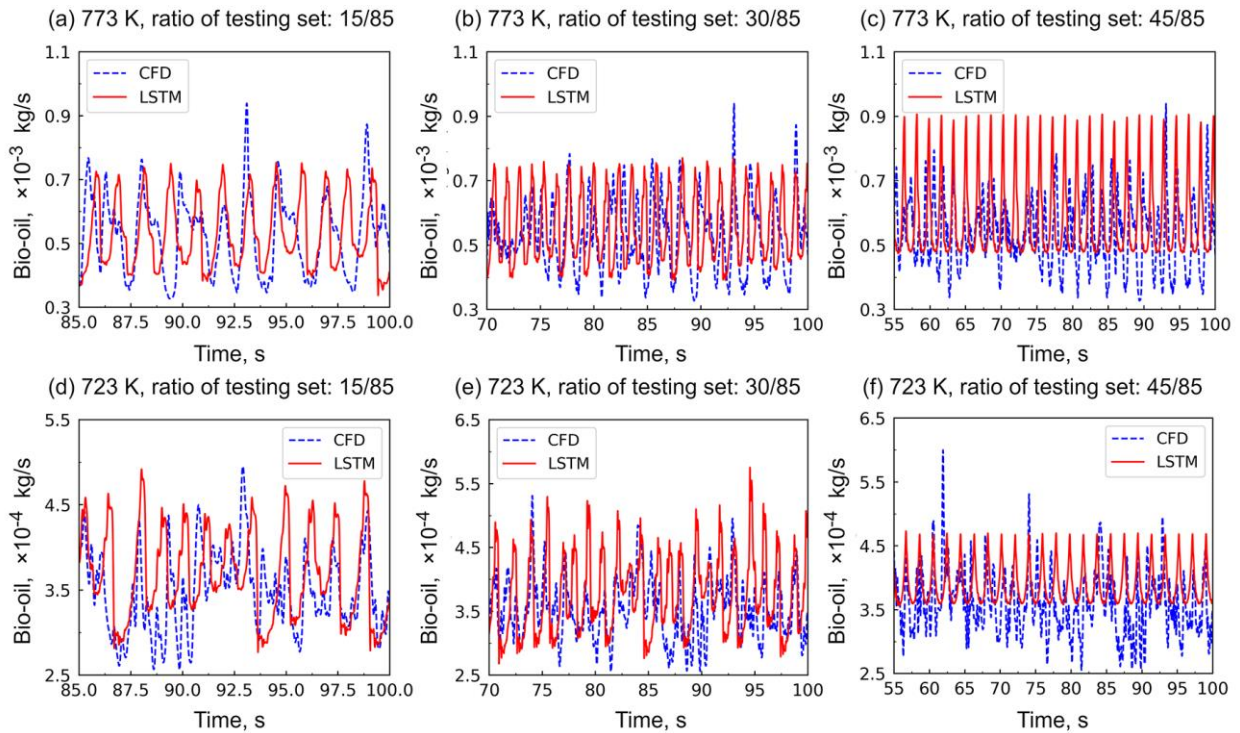 (a) 773 K, ratio of testing set: 15/85
1.1
0.9
0.7
0.5
0.3
Bio-oil, ×10⁻³ kg/s
CFD
LSTM
85.0 87.5 90.0 92.5 95.0 97.5 100.0
Time, s
(b) 773 K, ratio of testing set: 30/85
1.1
0.9
0.7
0.5
0.3
Bio-oil, ×10⁻³ kg/s
CFD
LSTM
70 75 80 85 90 95 100
Time, s
(c) 773 K, ratio of testing set: 45/85
1.1
0.9
0.7
0.5
0.3
Bio-oil, ×10⁻³ kg/s
CFD
LSTM
55 60 65 70 75 80 85 90 95 100
Time, s
(d) 723 K, ratio of testing set: 15/85
5.5
4.5
3.5
2.5
Bio-oil, ×10⁻⁴ kg/s
CFD
LSTM
85.0 87.5 90.0 92.5 95.0 97.5 100.0
Time, s
(e) 723 K, ratio of testing set: 30/85
6.5
5.5
4.5
3.5
2.5
Bio-oil, ×10⁻⁴ kg/s
CFD
LSTM
70 75 80 85 90 95 100
Time, s
(f) 723 K, ratio of testing set: 45/85
6.5
5.5
4.5
3.5
2.5
Bio-oil, ×10⁻⁴ kg/s
CFD
LSTM
55 60 65 70 75 80 85 90 95 100
Time, s